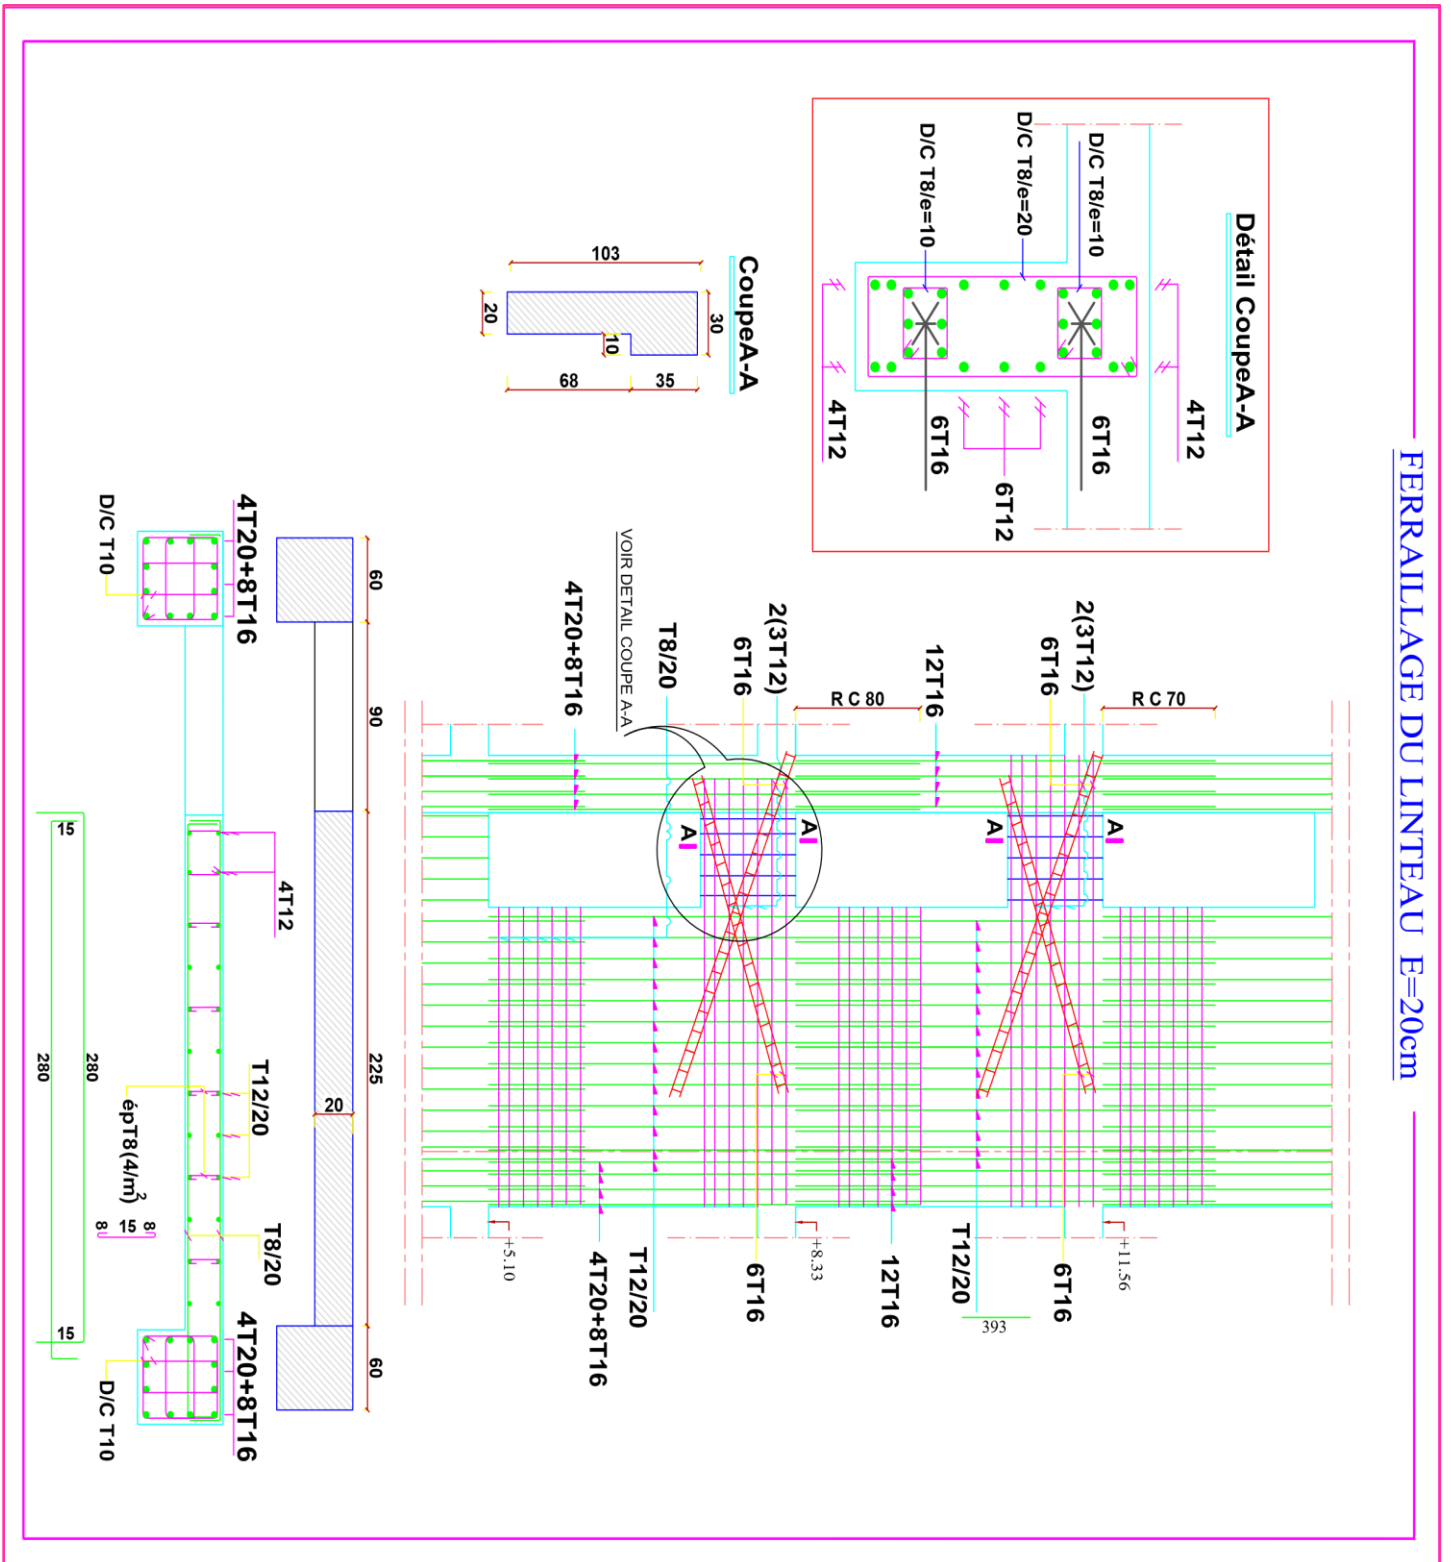 FERRAILLAGE DU LINTEAU E=20cm
Détail CoupeA-A
D/C T8/e=10
D/C T8/e=20
D/C T8/e=10
4T12
4T12
6T16
6T16
6T12
CoupeA-A
103
20
30
10
68
35
4T12
R C 70
2(3T12)
6T16
12T16
R C 80
2(3T12)
6T16
T8/20
4T20+8T16
VOIR DETAIL COUPE A-A
A
A
A
A
+11.56
6T16
393
T12/20
12T16
+8.33
6T16
T12/20
4T20+8T16
+5.10
60
90
225
60
20
4T20+8T16
D/C T10
4T12
T12/20
épT8(4/m²)
8 15 8
T8/20
4T20+8T16
D/C T10
15
280
280
15